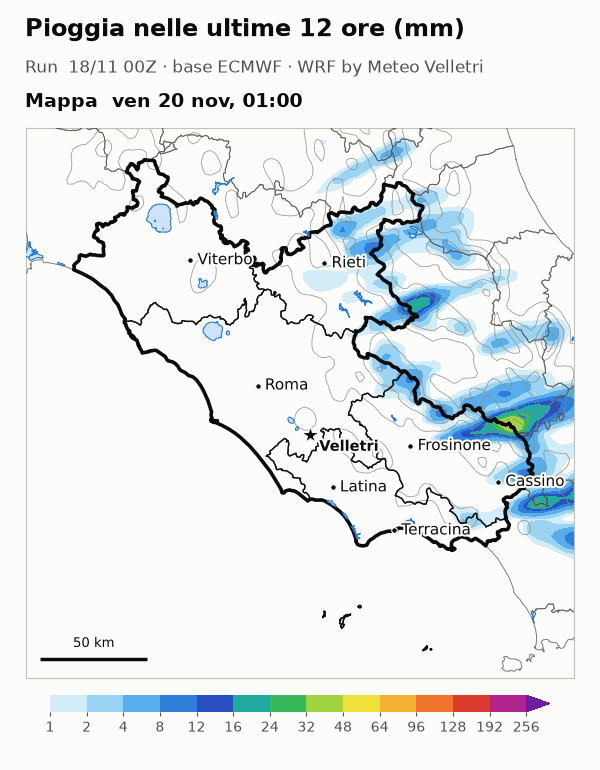 Pioggia nelle ultime 12 ore (mm)
Run  18/11 00Z · base ECMWF · WRF by Meteo Velletri
Mappa  ven 20 nov, 01:00
Viterbo
Rieti
Roma
Velletri
Frosinone
Cassino
Latina
Terracina
50 km
1 2 4 8 12 16 24 32 48 64 96 128 192 256